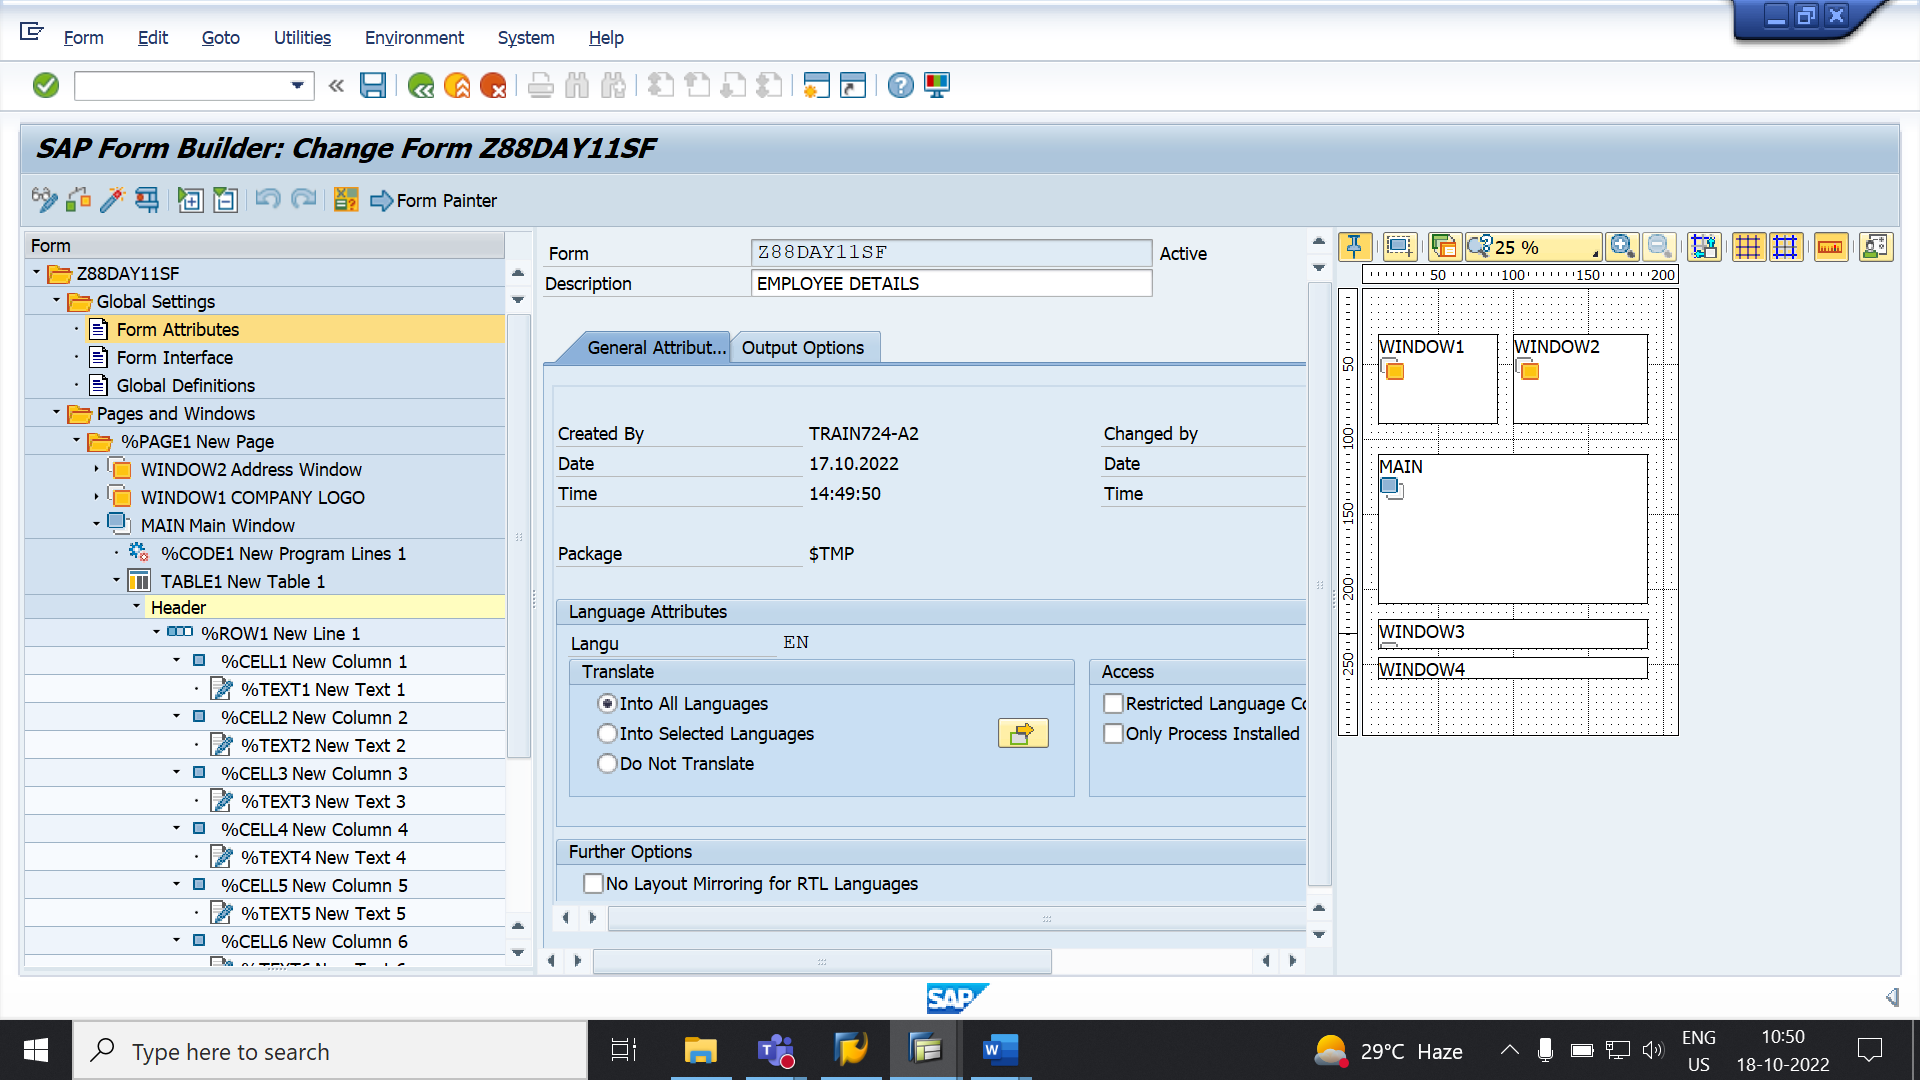 Form Edit Goto Utilities Environment System Help
SAP Form Builder: Change Form Z88DAY11SF
Form Painter
Form
Z88DAY11SF
Global Settings
Form Attributes
Form Interface
Global Definitions
Pages and Windows
%PAGE1 New Page
WINDOW2 Address Window
WINDOW1 COMPANY LOGO
MAIN Main Window
%CODE1 New Program Lines 1
TABLE1 New Table 1
Header
%ROW1 New Line 1
%CELL1 New Column 1
%TEXT1 New Text 1
%CELL2 New Column 2
%TEXT2 New Text 2
%CELL3 New Column 3
%TEXT3 New Text 3
%CELL4 New Column 4
%TEXT4 New Text 4
%CELL5 New Column 5
%TEXT5 New Text 5
%CELL6 New Column 6
Form Z88DAY11SF Active
Description EMPLOYEE DETAILS
General Attribut... Output Options
Created By TRAIN724-A2 Changed by
Date 17.10.2022 Date
Time 14:49:50 Time
Package $TMP
Language Attributes
Langu EN
Translate Access
Into All Languages Restricted Language
Into Selected Languages Only Process Installed
Do Not Translate
Further Options
No Layout Mirroring for RTL Languages
25 %
50 100 150 200
50
100
150
200
250
WINDOW1 WINDOW2
MAIN
WINDOW3
WINDOW4
SAP
Type here to search
29°C Haze
ENG
US
10:50
18-10-2022